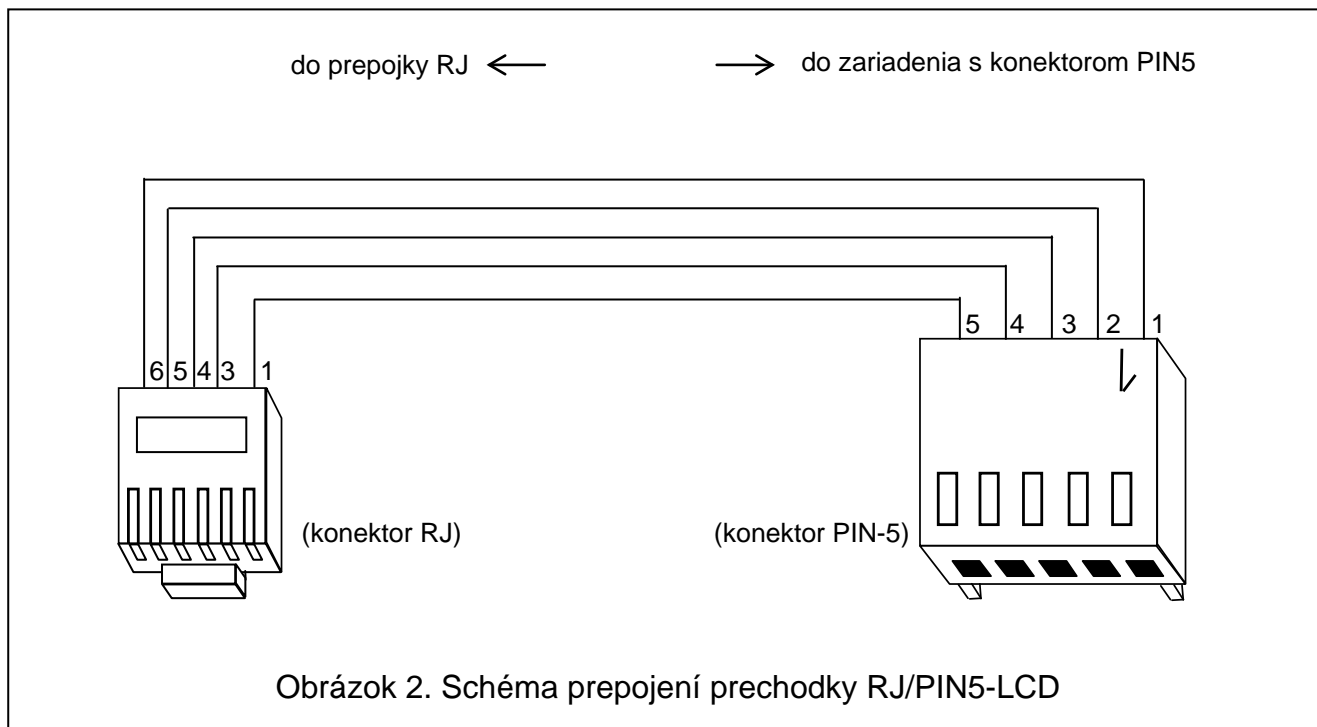 do prepojky RJ
do zariadenia s konektorom PIN5
5 4 3 2 1
6 5 4 3 1
(konektor RJ)
(konektor PIN-5)
Obrázok 2. Schéma prepojení prechodky RJ/PIN5-LCD